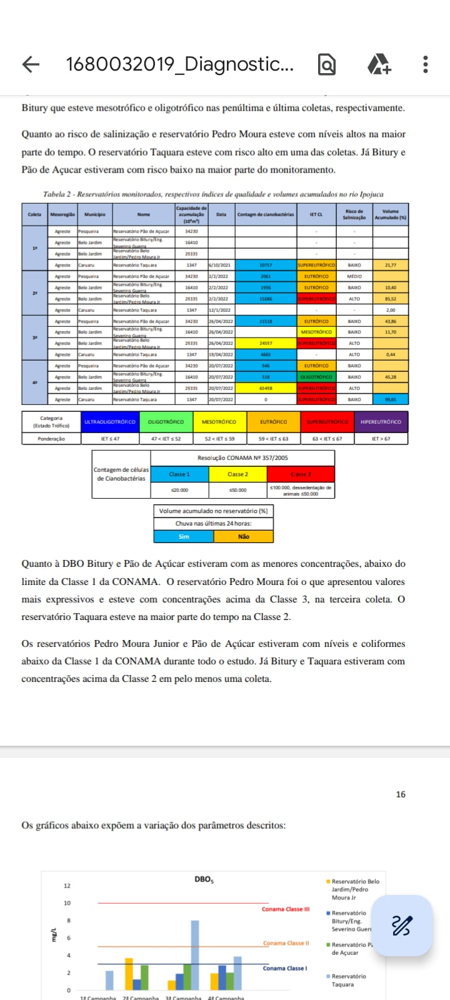 1680032019_Diagnostic...
Bitury que esteve mesotrófico e oligotrófico nas penúltima e última coletas, respectivamente.
Quanto ao risco de salinização e reservatório Pedro Moura esteve com níveis altos na maior
parte do tempo. O reservatório Taquara esteve com risco alto em uma das coletas. Já Bitury e
Pão de Açucar estiveram com risco baixo na maior parte do monitoramento.
Tabela 2 - Reservatórios monitorados, respectivos índices de qualidade e volumes acumulados no rio Ipojuca
Coleta Mesoregião Município Nome Capacidade de acumulação (10³m³) Data Contagm de cianobactérias IET CL Risco de Salinização Volume Acumulado (%)
1ª
Agreste Pesqueira Reservatório Pão de Açucar 34230 - -
Agreste Belo Jardim Reservatório Bitury/Eng. Severino Guerra 16410 - -
Agreste Belo Jardim Reservatório Belo Jardim/Pedro Moura Jr 29335 - -
Agreste Caruaru Reservatório Taquara 1347 6/10/2021 10757 SUPEREUTRÓFICO BAIXO 21,77
2ª
Agreste Pesqueira Reservatório Pão de Açucar 34230 2/2/2022 2061 EUTRÓFICO MÉDIO
Agreste Belo Jardim Reservatório Bitury/Eng. Severino Guerra 16410 2/2/2022 1996 EUTRÓFICO BAIXO 10,40
Agreste Belo Jardim Reservatório Belo Jardim/Pedro Moura Jr 29335 2/2/2022 15686 SUPEREUTRÓFICO ALTO 85,52
Agreste Caruaru Reservatório Taquara 1347 12/1/2022 - - 2,00
3ª
Agreste Pesqueira Reservatório Pão de Açucar 34230 26/04/2022 11518 EUTRÓFICO BAIXO 43,86
Agreste Belo Jardim Reservatório Bitury/Eng. Severino Guerra 16410 26/04/2022 MESOTRÓFICO BAIXO 11,70
Agreste Belo Jardim Reservatório Belo Jardim/Pedro Moura Jr 29335 26/04/2022 24597 SUPEREUTRÓFICO ALTO
Agreste Caruaru Reservatório Taquara 1347 19/04/2022 4665 - ALTO 0,44
4ª
Agreste Pesqueira Reservatório Pão de Açucar 34230 20/07/2022 946 EUTRÓFICO BAIXO
Agreste Belo Jardim Reservatório Bitury/Eng. Severino Guerra 16410 20/07/2022 518 OLIGOTRÓFICO BAIXO 45,28
Agreste Belo Jardim Reservatório Belo Jardim/Pedro Moura Jr 29335 20/07/2022 65498 SUPEREUTRÓFICO ALTO
Agreste Caruaru Reservatório Taquara 1347 20/07/2022 0 SUPEREUTRÓFICO BAIXO 99,65
Categoria (Estado Trófico) ULTRAOLIGOTRÓFICO OLIGOTRÓFICO MESOTRÓFICO EUTRÓFICO SUPEREUTRÓFICO HIPEREUTRÓFICO
Ponderação IET ≤ 47 47 < IET ≤ 52 52 < IET ≤ 59 59 < IET ≤ 63 63 < IET ≤ 67 IET > 67
Contagem de células de Cianobactérias
Resolução CONAMA Nº 357/2005
Classe 1 Classe 2 Classe 3
≤20.000 ≤50.000 ≤100.000, dessedentação de animais ≤50.000
Volume acumulado no reservatório (%)
Chuva nas últimas 24 horas:
Sim Não
Quanto à DBO Bitury e Pão de Açúcar estiveram com as menores concentrações, abaixo do
limite da Classe 1 da CONAMA. O reservatório Pedro Moura foi o que apresentou valores
mais expressivos e esteve com concentrações acima da Classe 3, na terceira coleta. O
reservatório Taquara esteve na maior parte do tempo na Classe 2.
Os reservatórios Pedro Moura Junior e Pão de Açúcar estiveram com níveis e coliformes
abaixo da Classe 1 da CONAMA durante todo o estudo. Já Bitury e Taquara estiveram com
concentrações acima da Classe 2 em pelo menos uma coleta.
16
Os gráficos abaixo expõem a variação dos parâmetros descritos:
DBO₅
mg/L
12
10
8
6
4
2
0
Conama Classe III
Conama Classe II
Conama Classe I
1ª Campanha 2ª Campanha 3ª Campanha 4ª Campanha
Reservatório Belo
Jardim/Pedro
Moura Jr
Reservatório
Bitury/Eng.
Severino Guerr
Reservatório P
de Açucar
Reservatório
Taquara